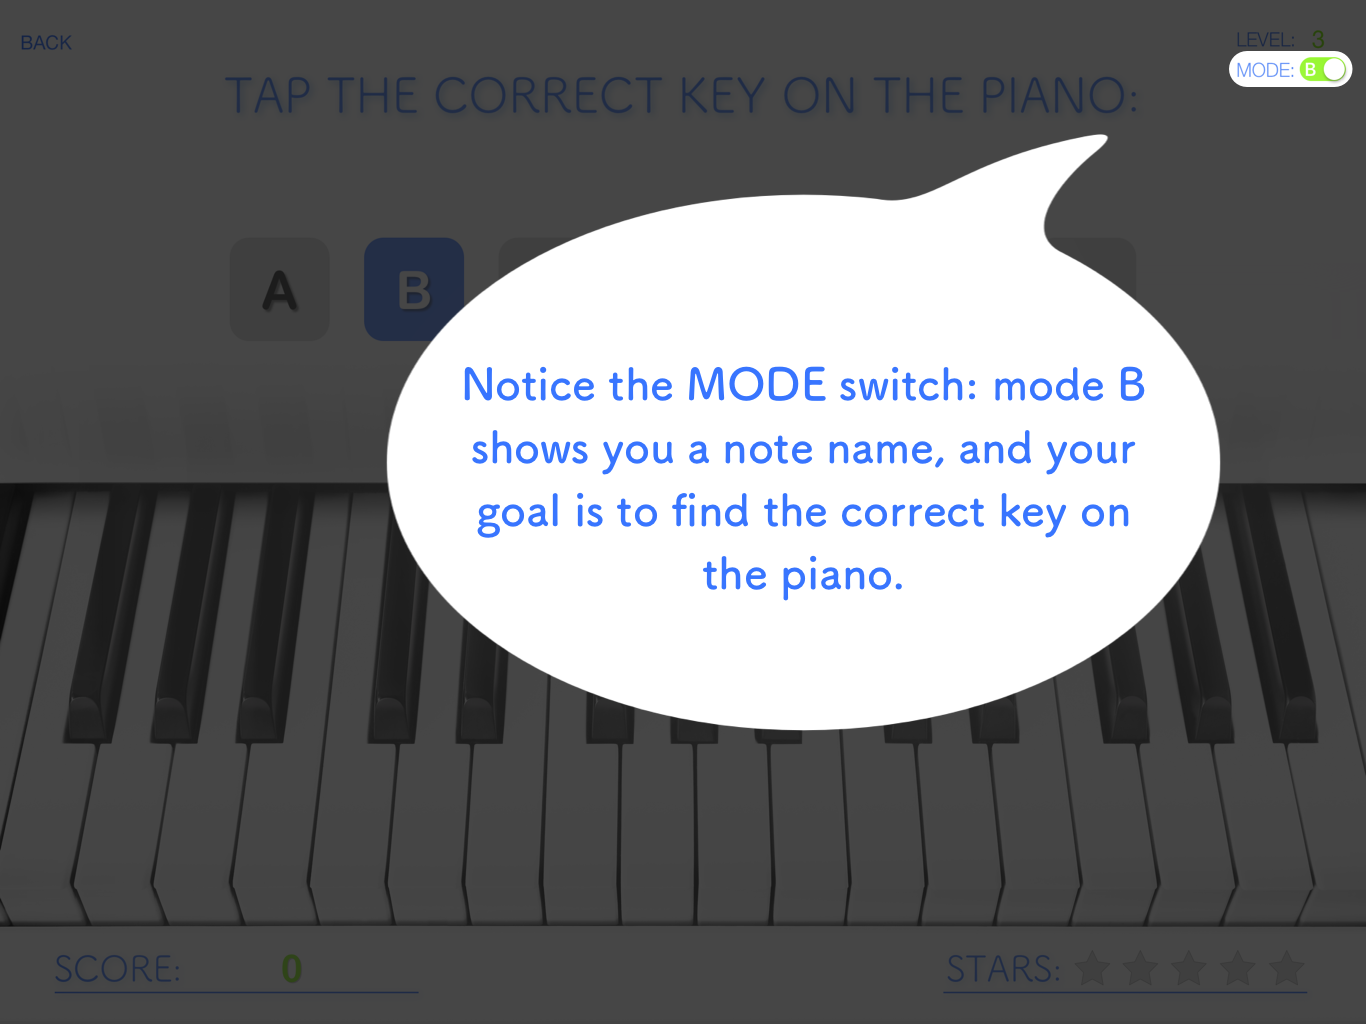 BACK
LEVEL: 3
MODE: B
TAP THE CORRECT KEY ON THE PIANO:
A B
Notice the MODE switch: mode B
shows you a note name, and your
goal is to find the correct key on
the piano.
SCORE: 0
STARS: